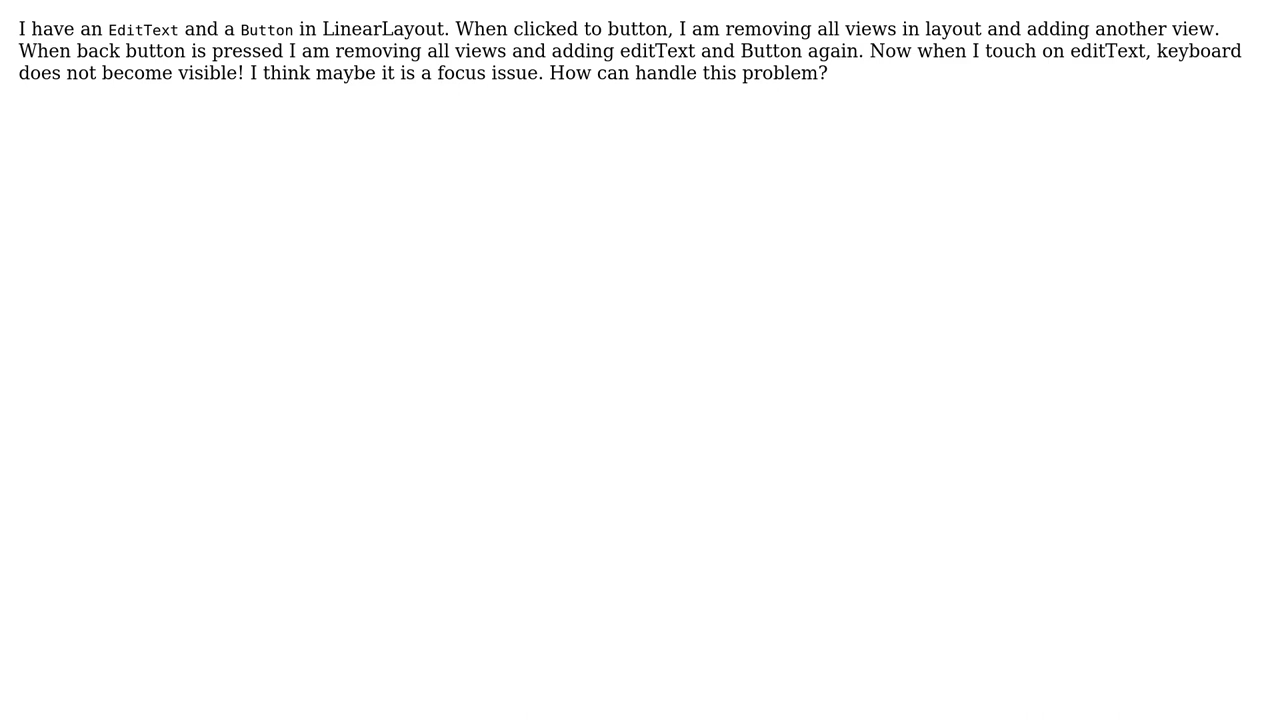 I have an EditText and a Button in LinearLayout. When clicked to button, I am removing all views in layout and adding another view.
When back button is pressed I am removing all views and adding editText and Button again. Now when I touch on editText, keyboard
does not become visible! I think maybe it is a focus issue. How can handle this problem?